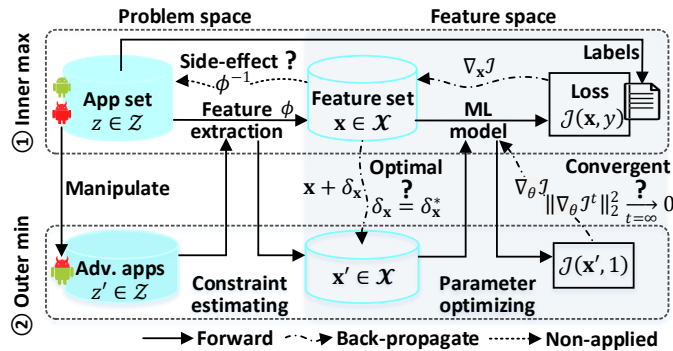 Problem space
Feature space
① Inner max
Side-effect ?
ϕ⁻¹
∇ₓ𝒥
Labels
App set
z ∈ 𝒵
Feature ϕ
extraction
Feature set
𝐱 ∈ 𝓧
ML
model
Loss
𝒥(𝐱, y)
Manipulate
𝐱 + δₓ
Optimal
?
δₓ = δₓ*
∇θ𝒥
Convergent
?
‖∇θ𝒥ᵗ‖₂² → 0
t=∞
② Outer min
Adv. apps
z′ ∈ 𝒵
Constraint
estimating
𝐱′ ∈ 𝓧
Parameter
optimizing
𝒥(𝐱′, 1)
Forward
Back-propagate
Non-applied